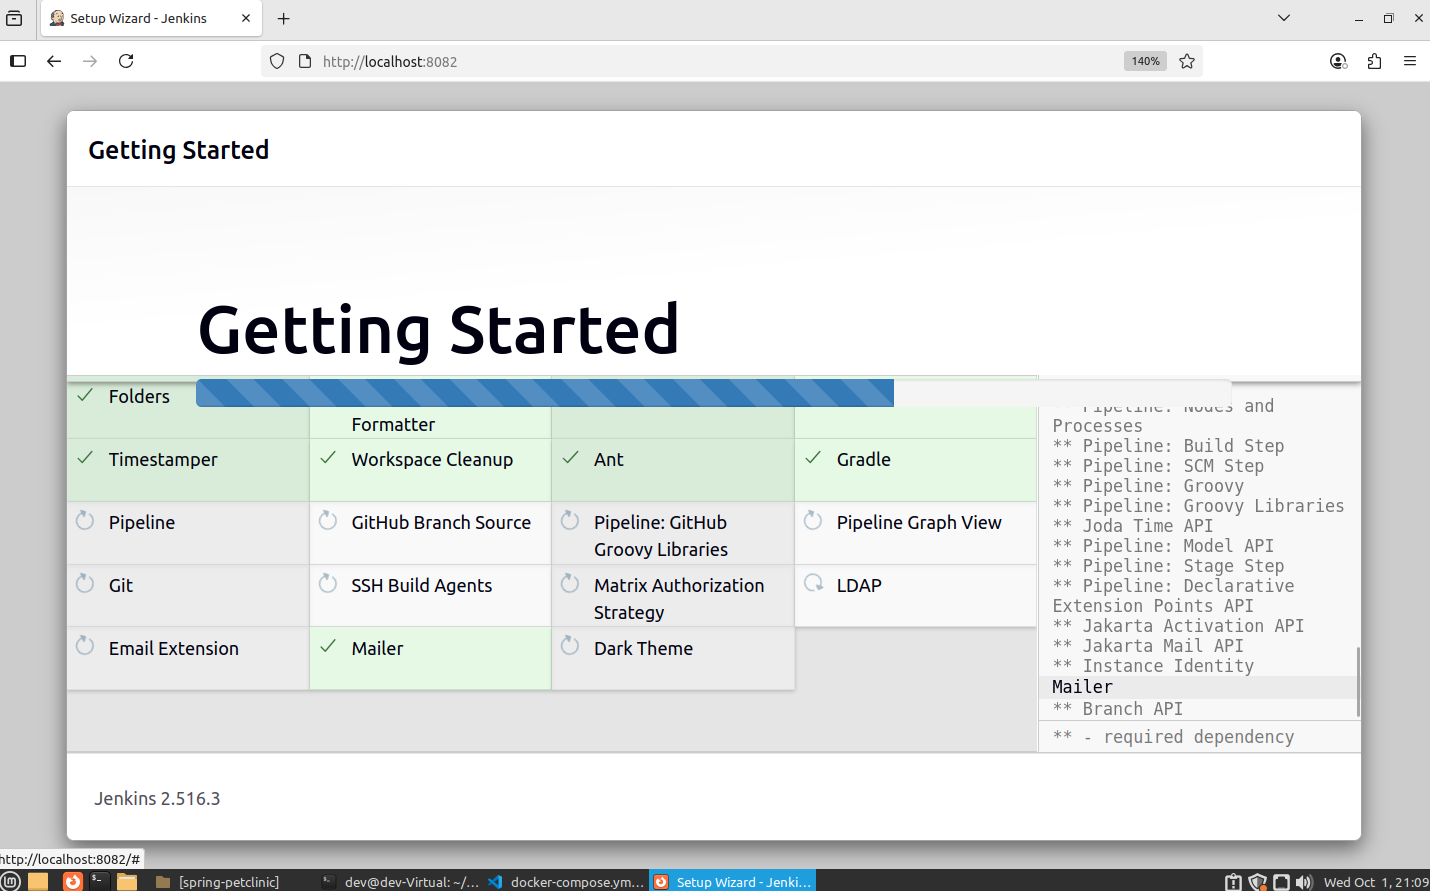 Setup Wizard - Jenkins
http://localhost:8082
140%
Getting Started
Getting Started
Folders
Formatter
Timestamper
Workspace Cleanup
Ant
Gradle
Pipeline
GitHub Branch Source
Pipeline: GitHub
Groovy Libraries
Pipeline Graph View
Git
SSH Build Agents
Matrix Authorization
Strategy
LDAP
Email Extension
Mailer
Dark Theme
** Pipeline: Nodes and
Processes
** Pipeline: Build Step
** Pipeline: SCM Step
** Pipeline: Groovy
** Pipeline: Groovy Libraries
** Joda Time API
** Pipeline: Model API
** Pipeline: Stage Step
** Pipeline: Declarative
Extension Points API
** Jakarta Activation API
** Jakarta Mail API
** Instance Identity
Mailer
** Branch API
** - required dependency
Jenkins 2.516.3
http://localhost:8082/#
[spring-petclinic]
dev@dev-Virtual: ~/...
docker-compose.ym...
Setup Wizard - Jenki...
Wed Oct 1, 21:09